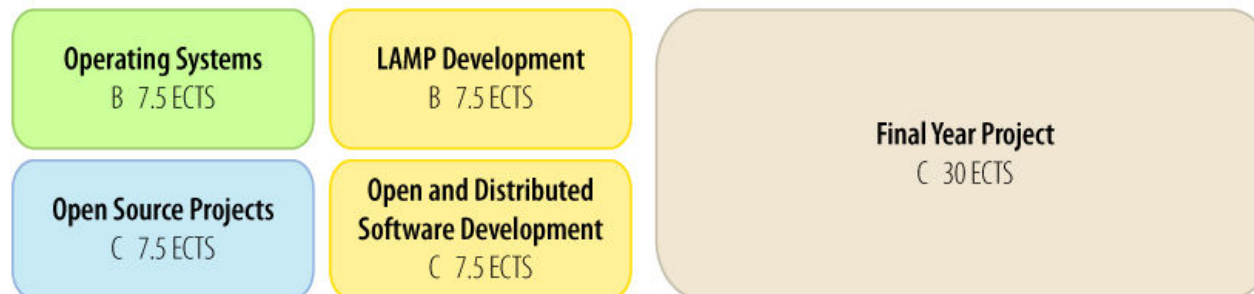 Operating Systems
B 7.5 ECTS
LAMP Development
B 7.5 ECTS
Final Year Project
C 30 ECTS
Open Source Projects
C 7.5 ECTS
Open and Distributed
Software Development
C 7.5 ECTS